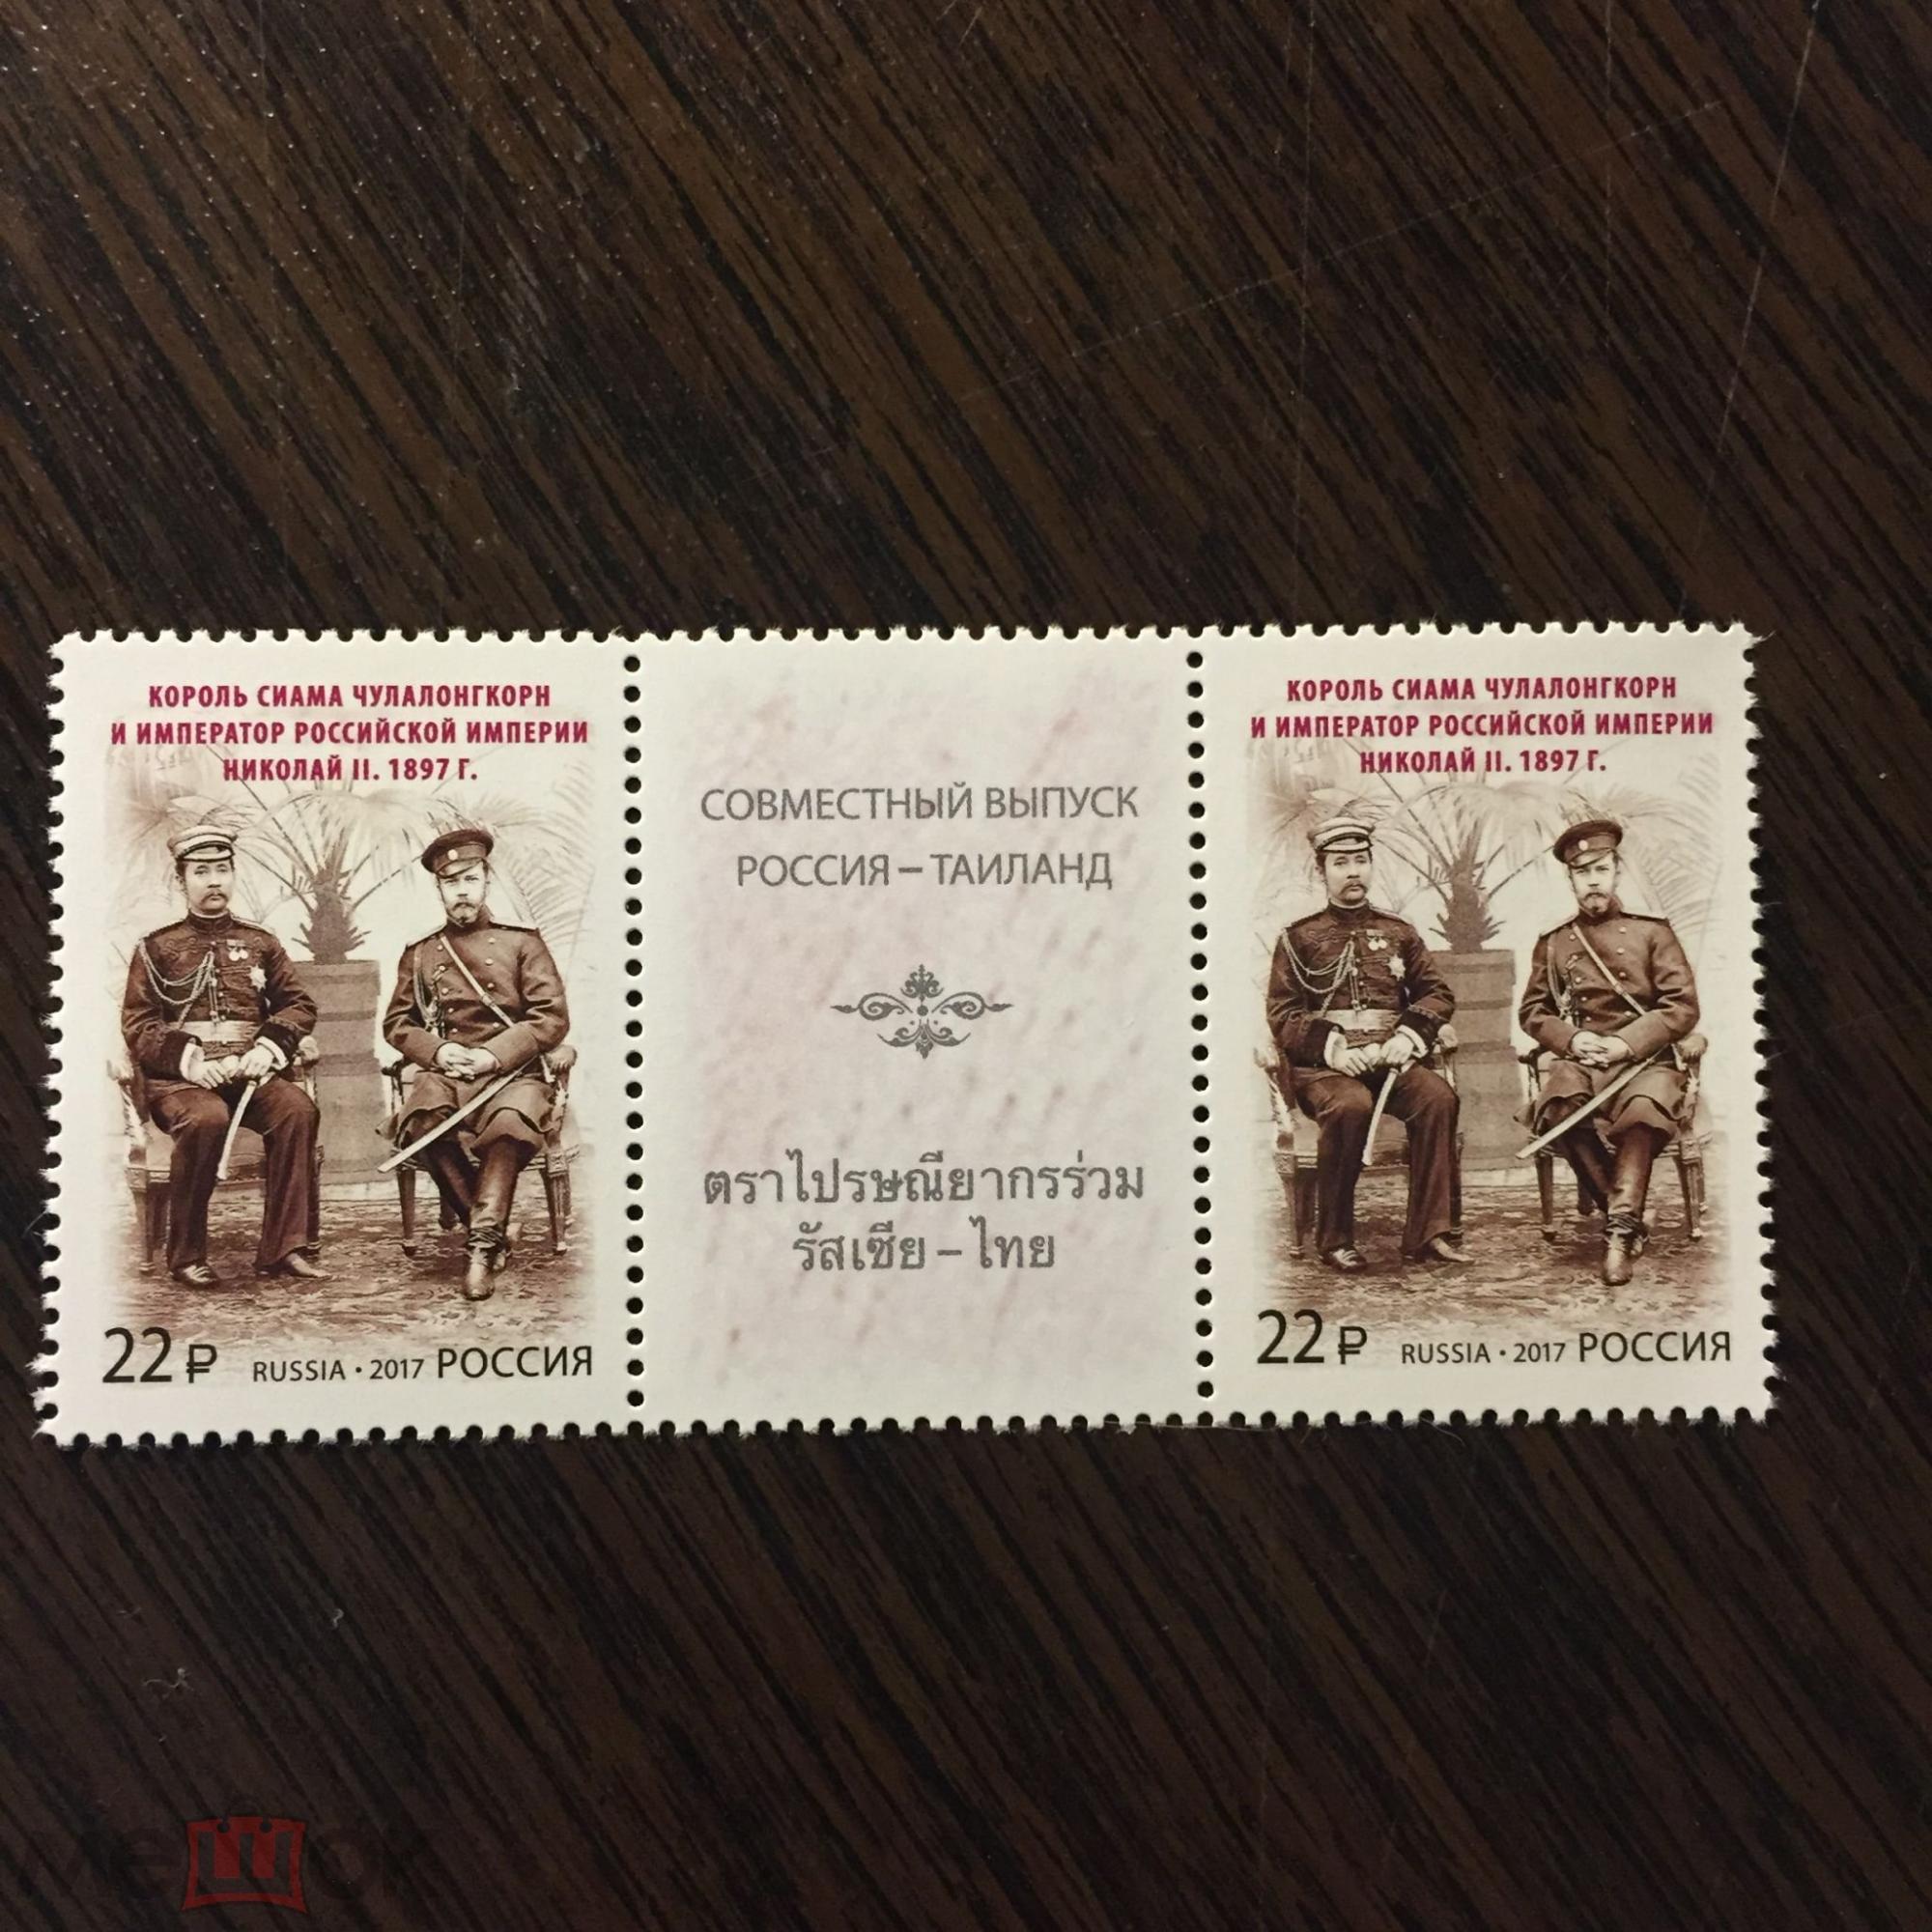 КОРОЛЬ СИАМА ЧУЛАЛОНГКОРН
И ИМПЕРАТОР РОССИЙСКОЙ ИМПЕРИИ
НИКОЛАЙ II. 1897 Г.
22 ₽ RUSSIA • 2017 РОССИЯ
СОВМЕСТНЫЙ ВЫПУСК
РОССИЯ – ТАИЛАНД
ตราไปรษณียากรร่วม
รัสเซีย – ไทย
КОРОЛЬ СИАМА ЧУЛАЛОНГКОРН
И ИМПЕРАТОР РОССИЙСКОЙ ИМПЕРИИ
НИКОЛАЙ II. 1897 Г.
22 ₽ RUSSIA • 2017 РОССИЯ
мешок